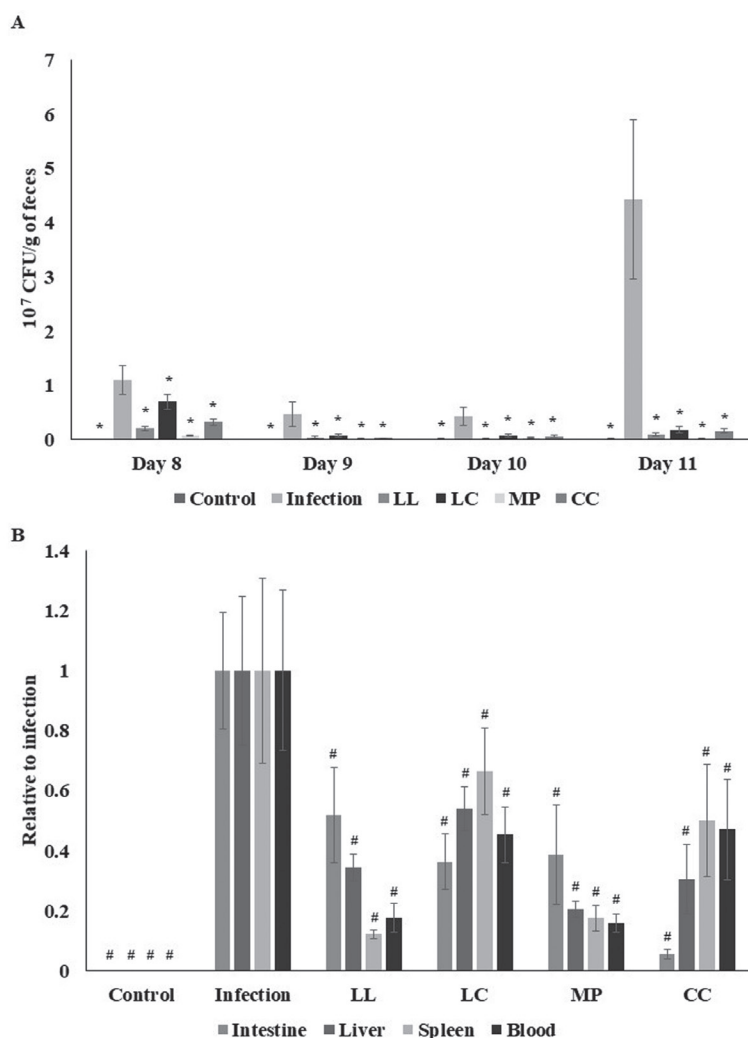 A
7
6
5
4
3
2
1
0
10⁷ CFU/g of feces
* * * * *
* * * * *
* * * * *
* * * * *
Day 8 Day 9 Day 10 Day 11
Control Infection LL LC MP CC
B
1.4
1.2
1
0.8
0.6
0.4
0.2
0
Relative to infection
# # # #
# # # #
# # # #
# # # #
# # # #
Control Infection LL LC MP CC
Intestine Liver Spleen Blood